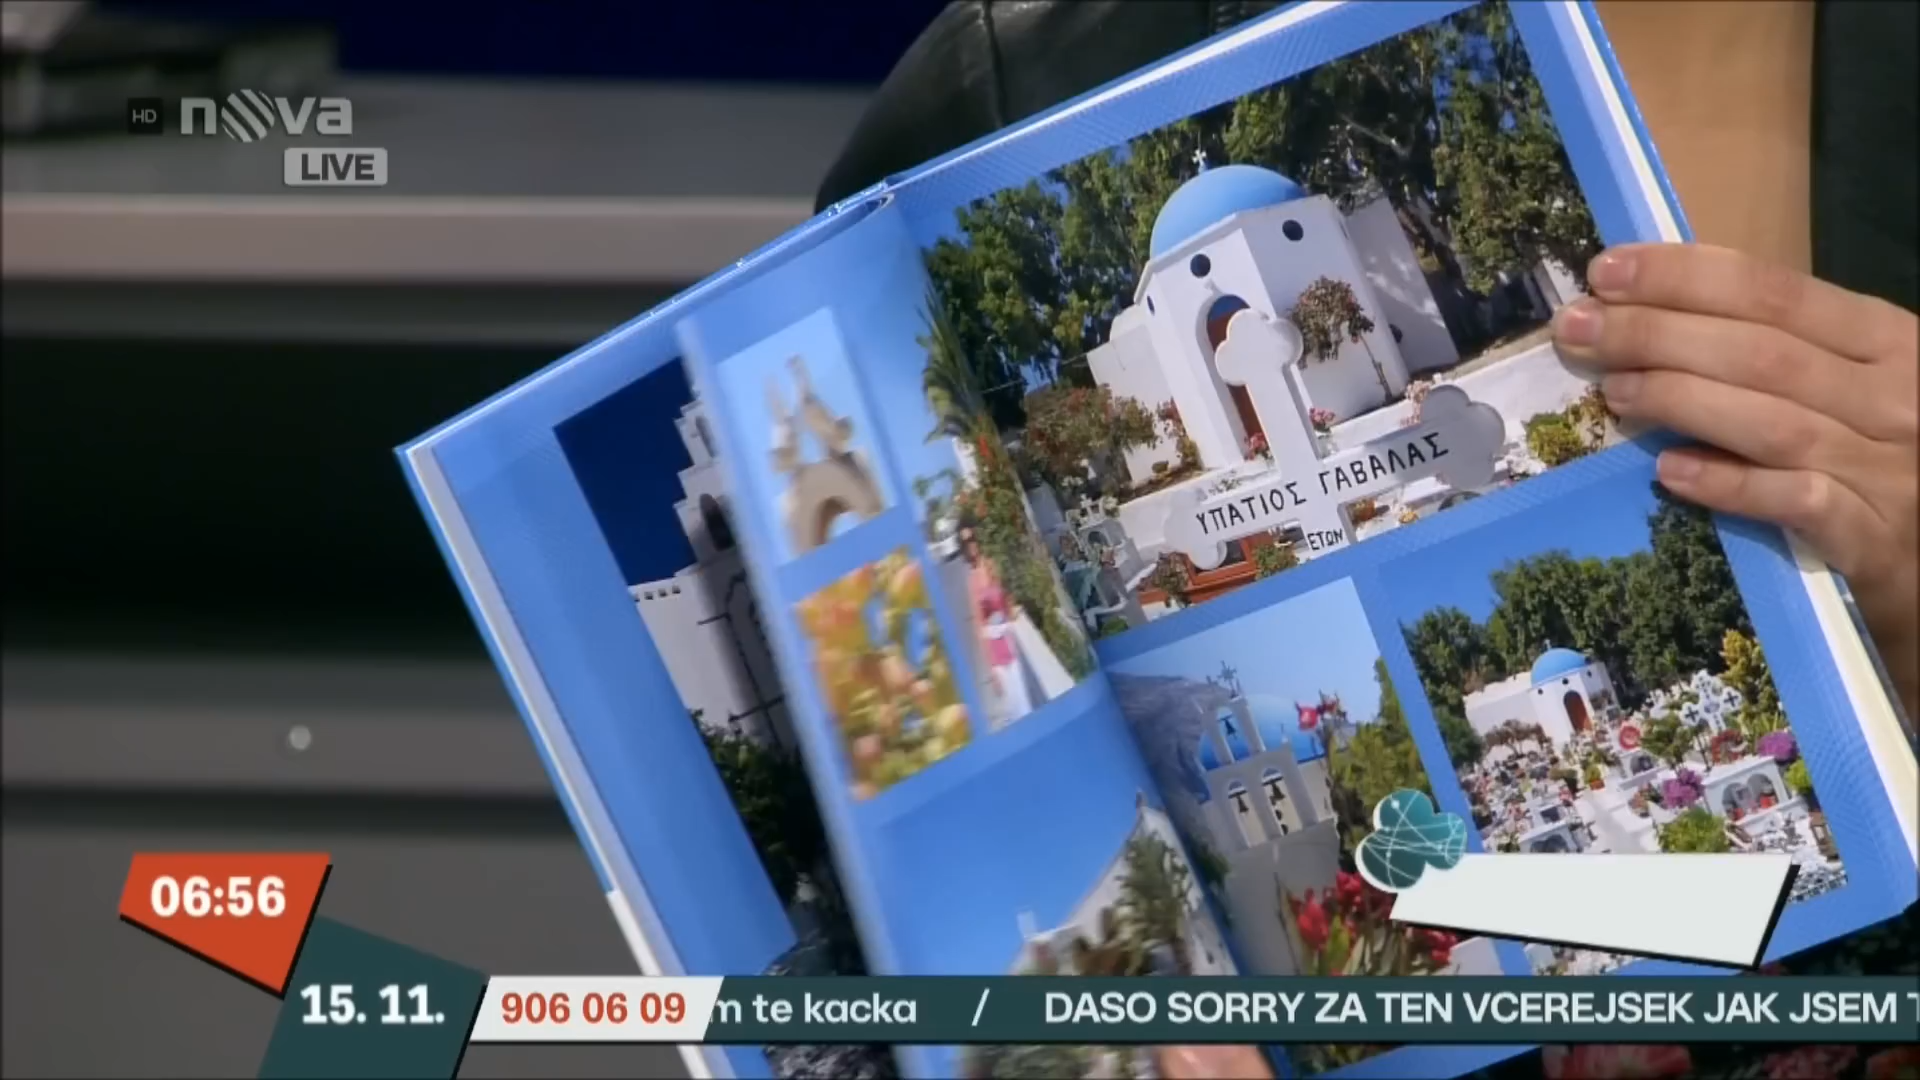 HD nova
LIVE
ΥΠΑΤΙΟΣ ΓΑΒΑΛΑΣ
ΕΤΩΝ
06:56
15. 11.
906 06 09
m te kacka / DASO SORRY ZA TEN VCEREJSEK JAK JSEM